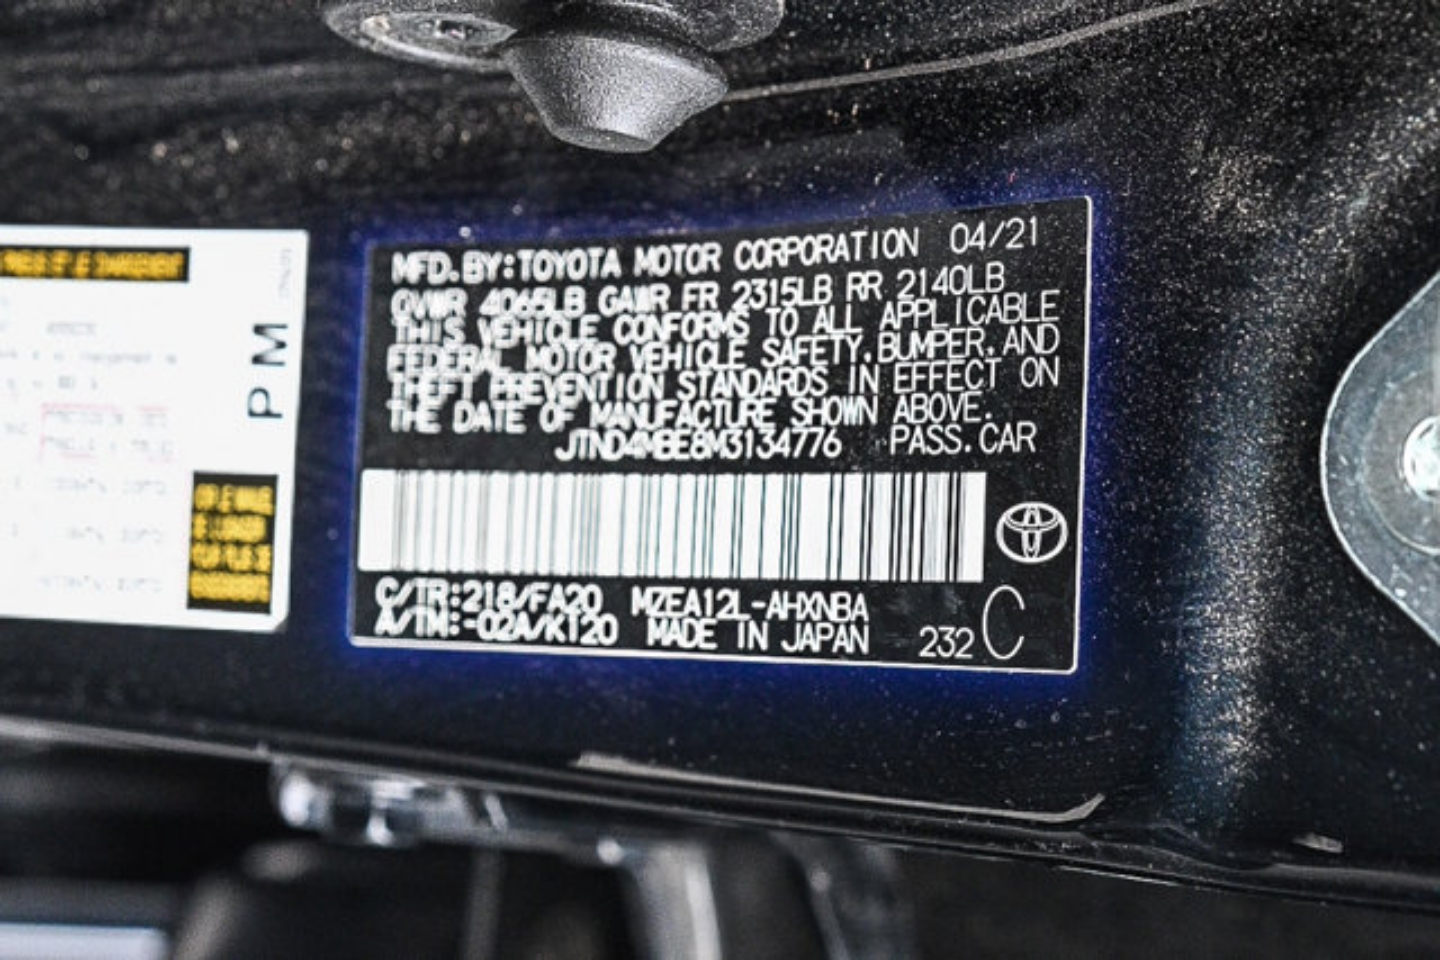 MFD.BY:TOYOTA MOTOR CORPORATION 04/21
GVWR 4065LB GAWR FR 2315LB RR 2140LB
THIS VEHICLE CONFORMS TO ALL APPLICABLE
FEDERAL MOTOR VEHICLE SAFETY,BUMPER,AND
THEFT PREVENTION STANDARDS IN EFFECT ON
THE DATE OF MANUFACTURE SHOWN ABOVE.
JTND4MBE8M3134776 PASS.CAR
C/TR:218/FA20 MZEA12L-AHXNBA
A/TM:-02A/K120 MADE IN JAPAN 232 C
PM